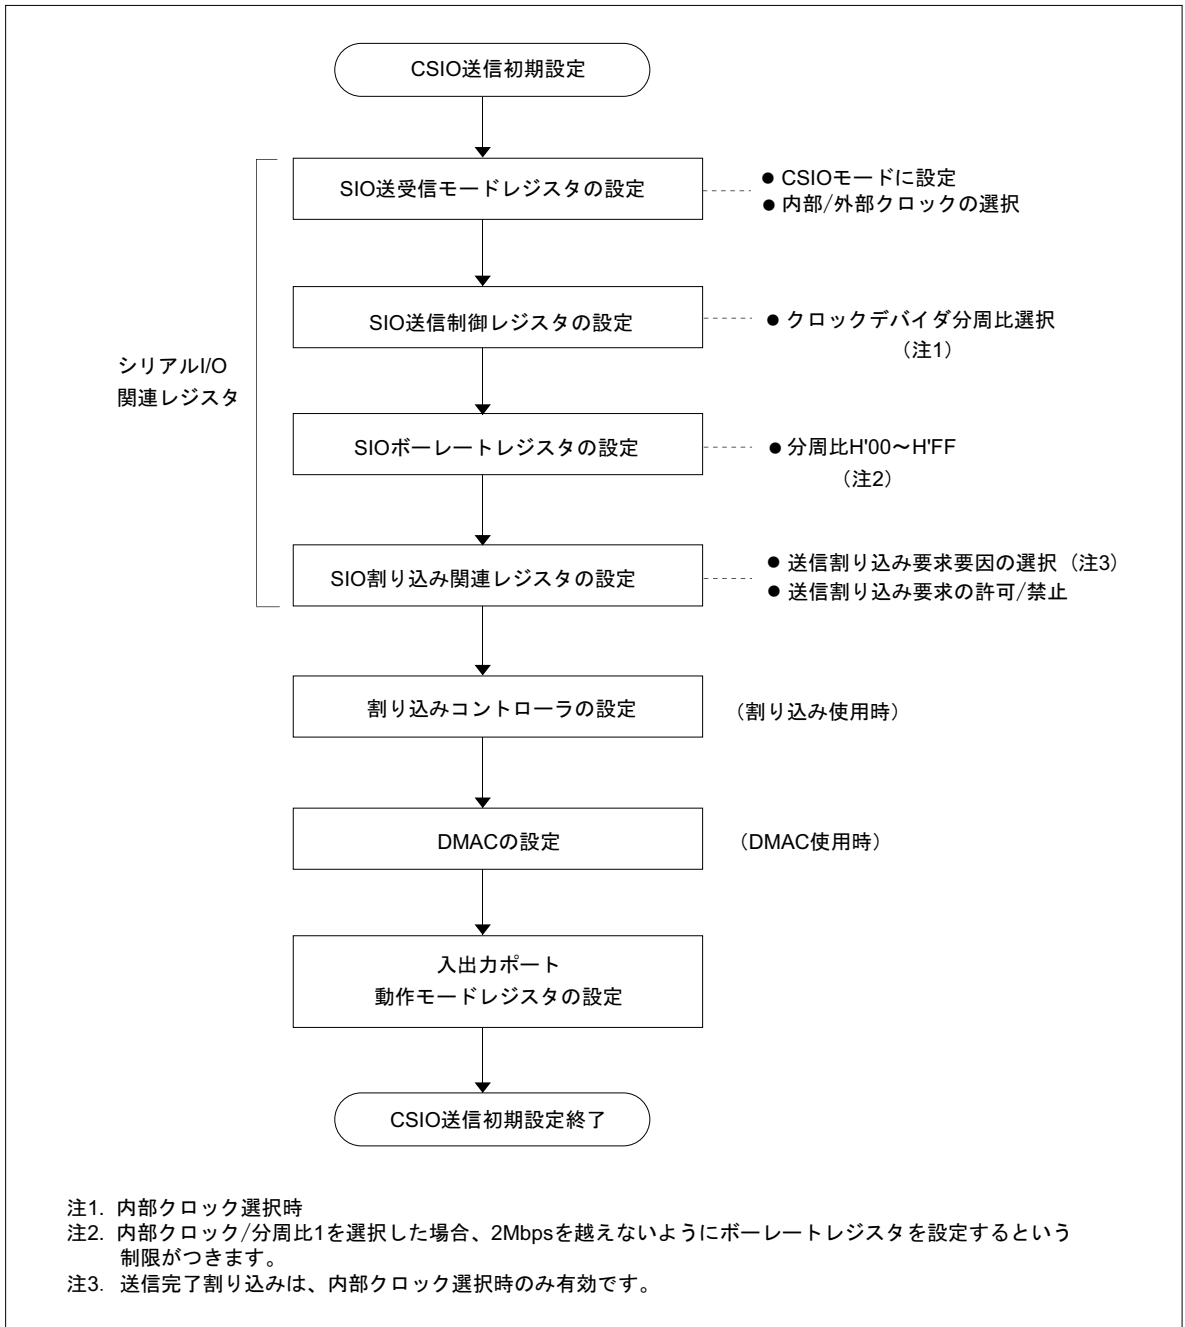 CSIO送信初期設定
SIO送受信モードレジスタの設定
● CSIOモードに設定
● 内部/外部クロックの選択
SIO送信制御レジスタの設定
● クロックデバイダ分周比選択
（注1）
シリアルI/O
関連レジスタ
SIOボーレートレジスタの設定
● 分周比H'00～H'FF
（注2）
SIO割り込み関連レジスタの設定
● 送信割り込み要求要因の選択（注3）
● 送信割り込み要求の許可/禁止
割り込みコントローラの設定
（割り込み使用時）
DMACの設定
（DMAC使用時）
入出力ポート
動作モードレジスタの設定
CSIO送信初期設定終了
注1. 内部クロック選択時
注2. 内部クロック/分周比1を選択した場合、2Mbpsを越えないようにボーレートレジスタを設定するという
制限がつきます。
注3. 送信完了割り込みは、内部クロック選択時のみ有効です。